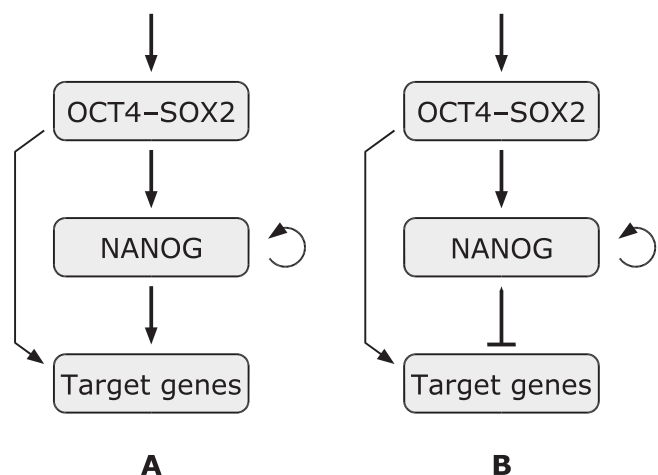 OCT4–SOX2
NANOG
Target genes
A
OCT4–SOX2
NANOG
Target genes
B